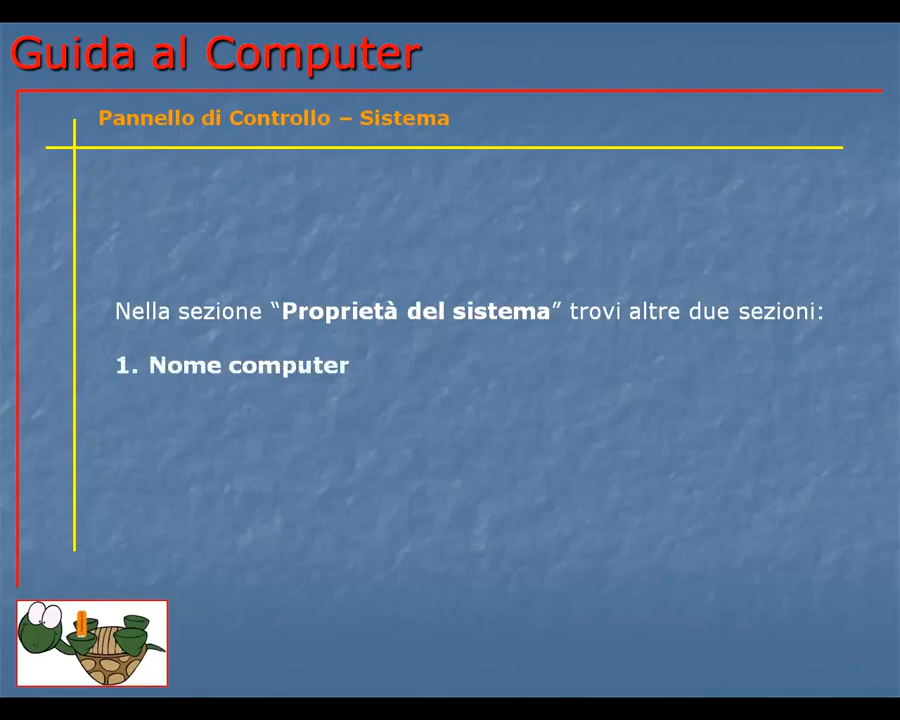 Guida al Computer
Pannello di Controllo – Sistema
Nella sezione “Proprietà del sistema” trovi altre due sezioni:
1. Nome computer